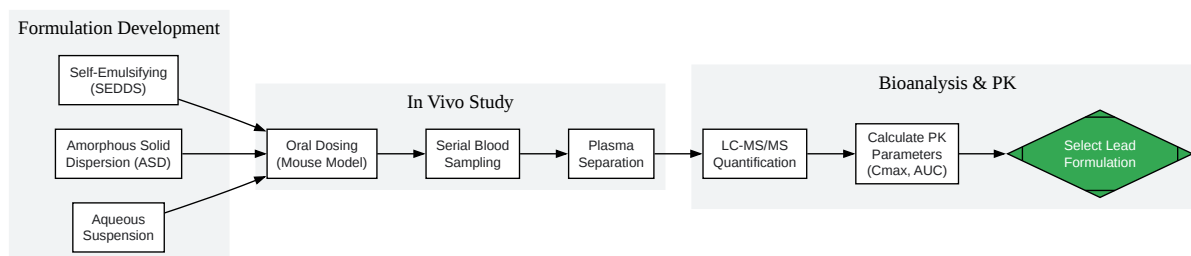 Formulation Development
Self-Emulsifying
(SEDDS)
Amorphous Solid
Dispersion (ASD)
Aqueous
Suspension
In Vivo Study
Oral Dosing
(Mouse Model)
Serial Blood
Sampling
Plasma
Separation
Bioanalysis & PK
LC-MS/MS
Quantification
Calculate PK
Parameters
(Cmax, AUC)
Select Lead
Formulation